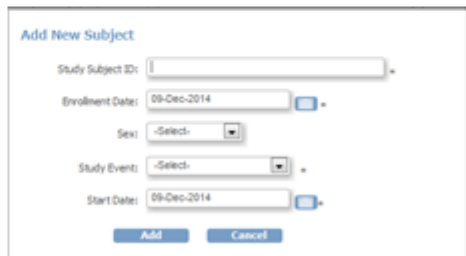 Add New Subject
Study Subject ID: *
Enrollment Date: 09-Dec-2014 *
Sex: -Select-
Study Event: -Select- *
Start Date: 09-Dec-2014 *
Add Cancel